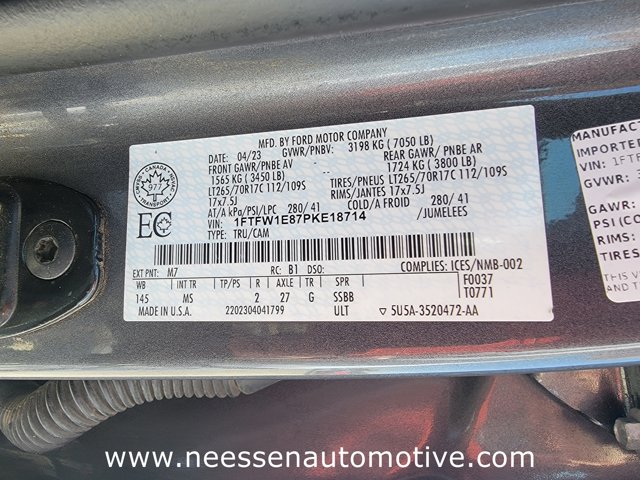 MFD. BY FORD MOTOR COMPANY
04/23 GVWR/PNBV: 3198 KG ( 7050 LB)
FRONT GAWR/PNBE AV REAR GAWR / PNBE AR
1565 KG ( 3450 LB) 1724 KG ( 3800 LB)
LT265/70R17C 112/109S TIRES/PNEUS LT265/70R17C 112/109S
17x7.5J RIMS/JANTES 17x7.5J
AT/A kPa/PSI/LPC 280/ 41 COLD/A FROID 280/ 41
VIN: 1FTFW1E87PKE18714 /JUMELEES
TYPE: TRU/CAM
CANADA
977
EC
EXT PNT: M7 RC: B1 DSO: COMPLIES: ICES/NMB-002
WB INT TR TP/PS R AXLE TR SPR F0037
145 MS 2 27 G SSBB T0771
MADE IN U.S.A. 2202304041799 ULT ▽ 5U5A-3520472-AA
MANUFACT
IMPORTE
VIN: 1FT
GVWR:
GAWR:
RIMS:
TIRES
PSI (CO
www.neessenautomotive.com